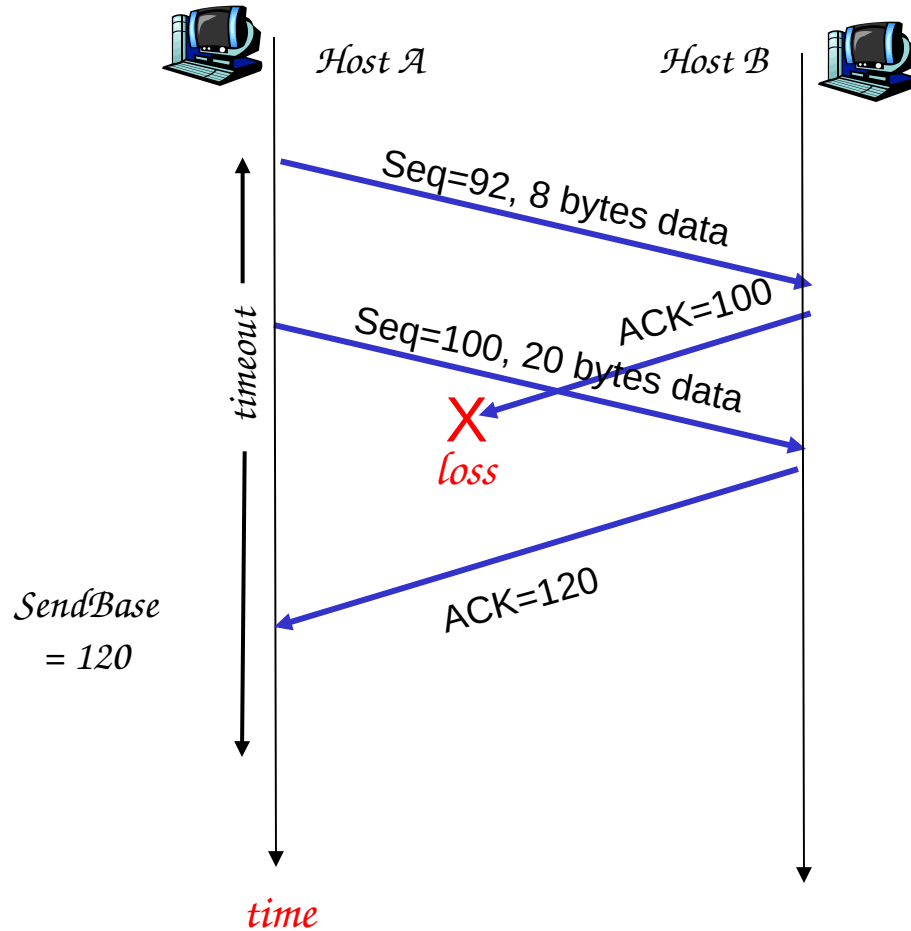 Host A
Host B
Seq=92, 8 bytes data
ACK=100
timeout
Seq=100, 20 bytes data
X
loss
ACK=120
SendBase
= 120
time